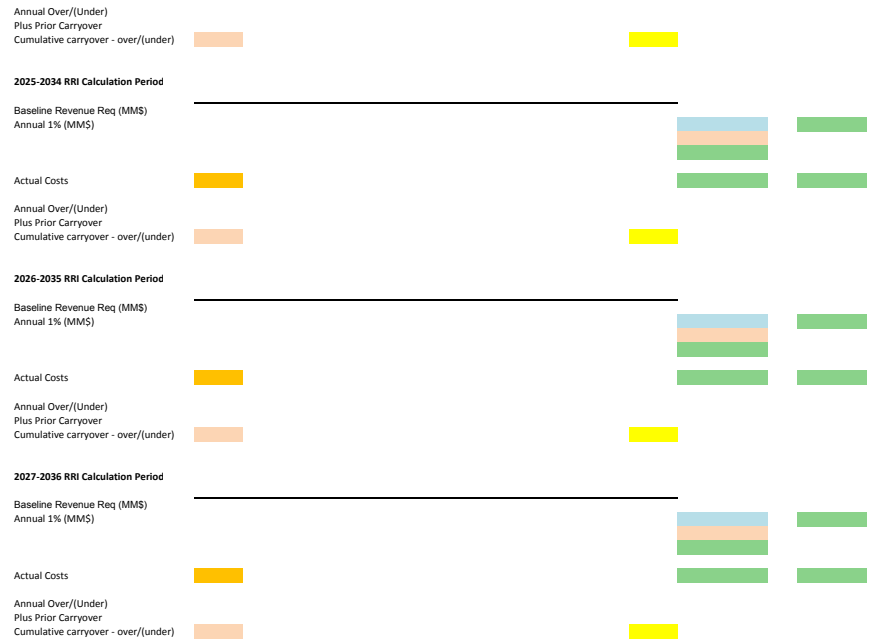 Annual Over/(Under)
Plus Prior Carryover
Cumulative carryover - over/(under)
2025-2034 RRI Calculation Period
Baseline Revenue Req (MM$)
Annual 1% (MM$)
Actual Costs
Annual Over/(Under)
Plus Prior Carryover
Cumulative carryover - over/(under)
2026-2035 RRI Calculation Period
Baseline Revenue Req (MM$)
Annual 1% (MM$)
Actual Costs
Annual Over/(Under)
Plus Prior Carryover
Cumulative carryover - over/(under)
2027-2036 RRI Calculation Period
Baseline Revenue Req (MM$)
Annual 1% (MM$)
Actual Costs
Annual Over/(Under)
Plus Prior Carryover
Cumulative carryover - over/(under)